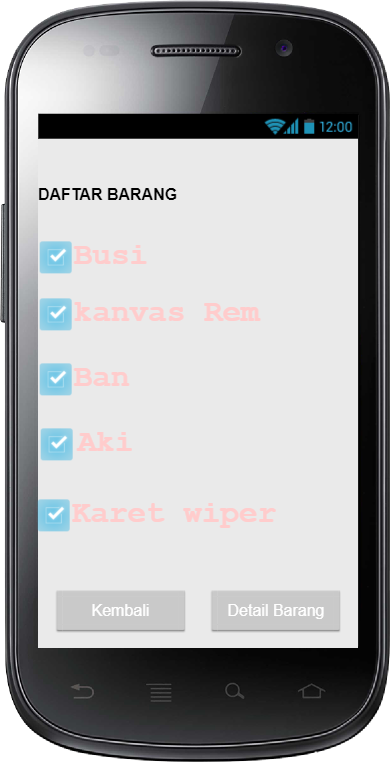 12:00
DAFTAR BARANG
Busi
kanvas Rem
Ban
Aki
Karet wiper
Kembali Detail Barang